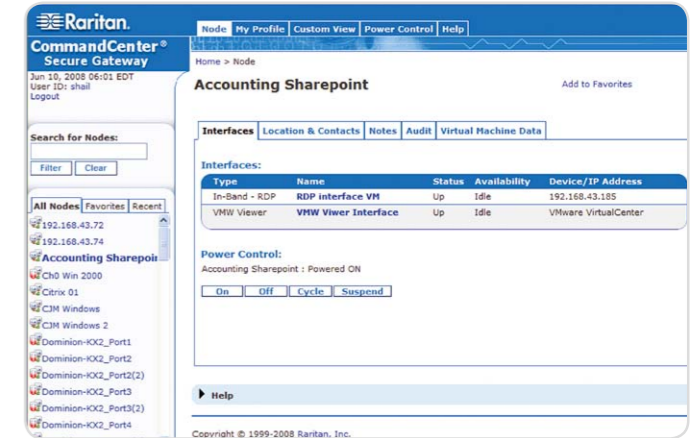 Raritan.
CommandCenter®
Secure Gateway
Jun 10, 2008 06:01 EDT
User ID: shail
Logout
Search for Nodes:
Filter Clear
All Nodes Favorites Recent
192.168.43.72
192.168.43.74
Accounting Sharepoin
Ch0 Win 2000
Citrix 01
CJM Windows
CJM Windows 2
Dominion-KX2_Port1
Dominion-KX2_Port2
Dominion-KX2_Port2(2)
Dominion-KX2_Port3
Dominion-KX2_Port3(2)
Dominion-KX2_Port4
Node My Profile Custom View Power Control Help
Home > Node
Accounting Sharepoint Add to Favorites
Interfaces Location & Contacts Notes Audit Virtual Machine Data
Interfaces:
Type Name Status Availability Device/IP Address
In-Band - RDP RDP interface VM Up Idle 192.168.43.185
VMW Viewer VMW Viwer Interface Up Idle VMware VirtualCenter
Power Control:
Accounting Sharepoint : Powered ON
On Off Cycle Suspend
Help
Copyright © 1999-2008 Raritan, Inc.